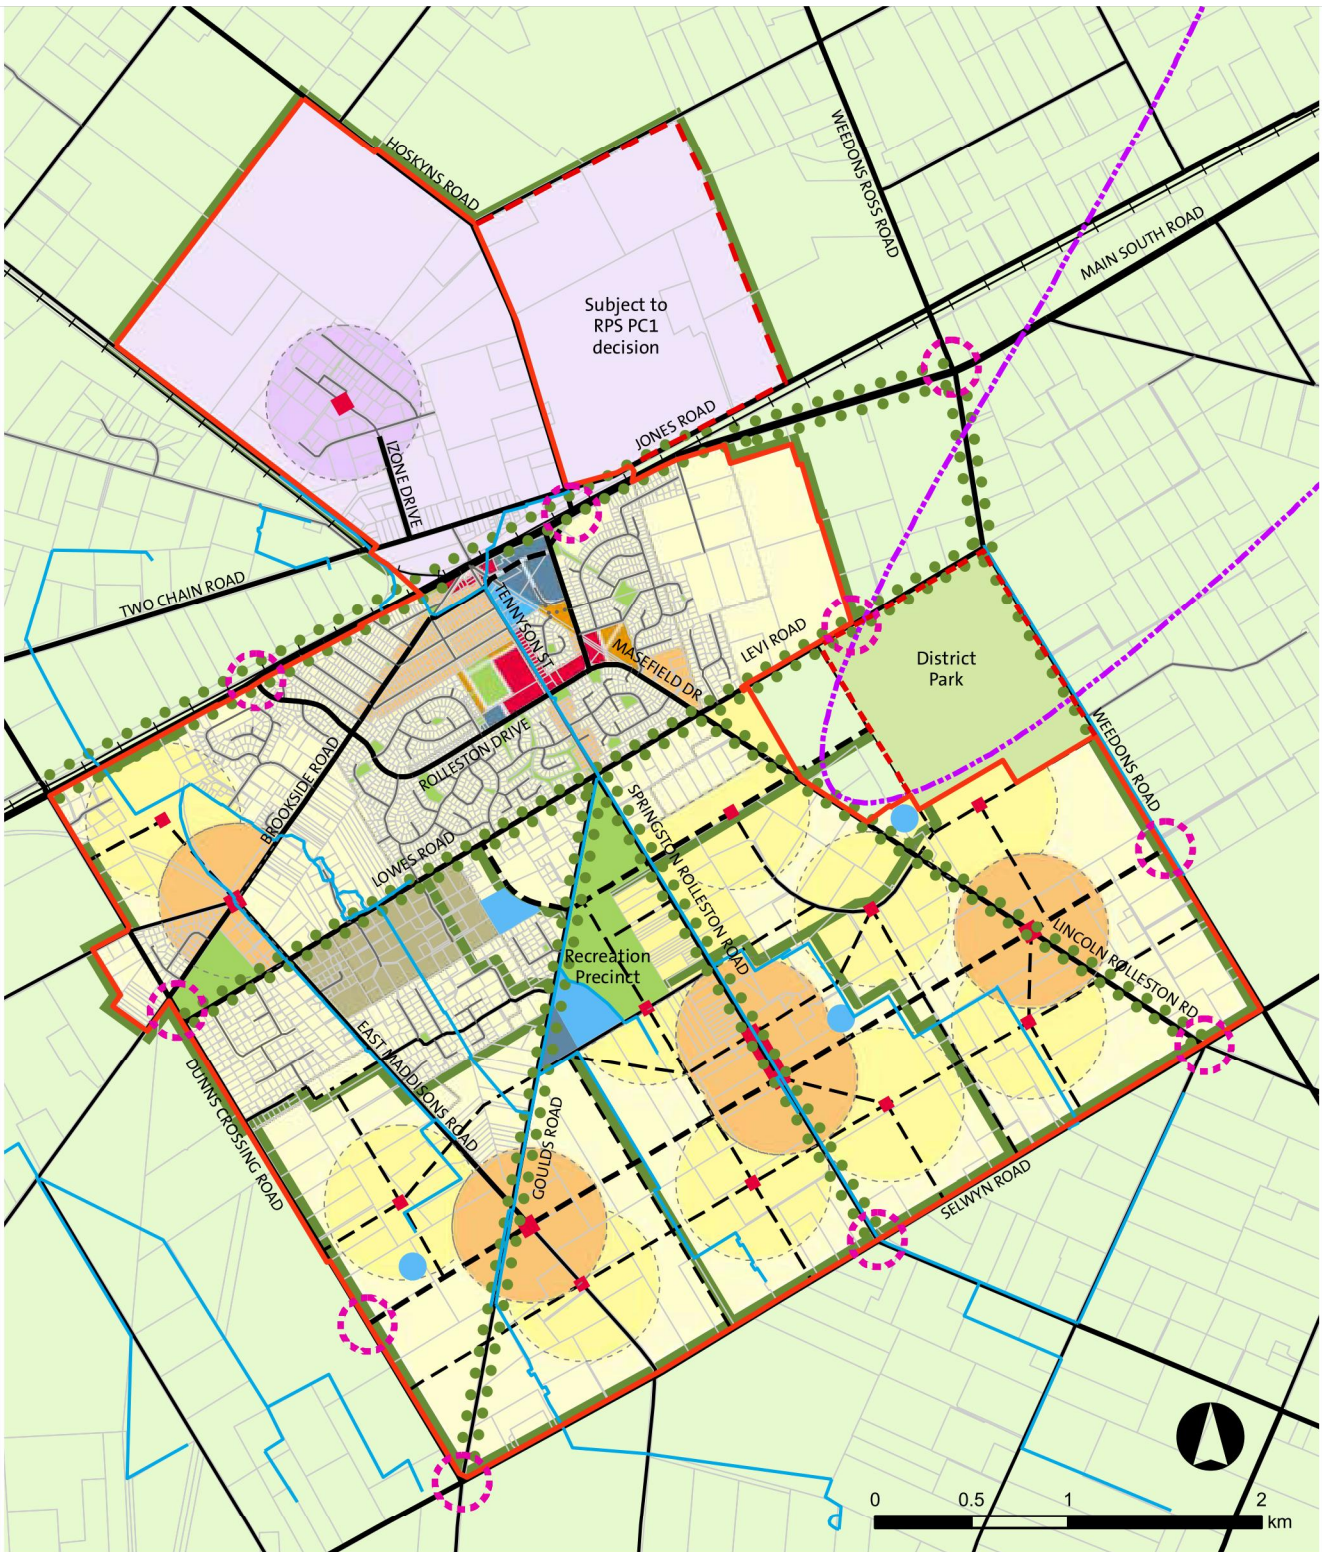 HOSKYNS ROAD
WEEDONS ROSS ROAD
MAIN SOUTH ROAD
Subject to
RPS PC1
decision
JONES ROAD
IZONE DRIVE
TWO CHAIN ROAD
TENNYSON ST
MASEFIELD DR
LEVI ROAD
District
Park
WEEDONS ROAD
ROLLESTON DRIVE
BROOKSIDE ROAD
LOWES ROAD
SPRINGSTON ROLLESTON ROAD
LINCOLN ROLLESTON RD
Recreation
Precinct
EAST MADDISONS ROAD
DUNNS CROSSING ROAD
GOULDS ROAD
SELWYN ROAD
0 0.5 1 2
km